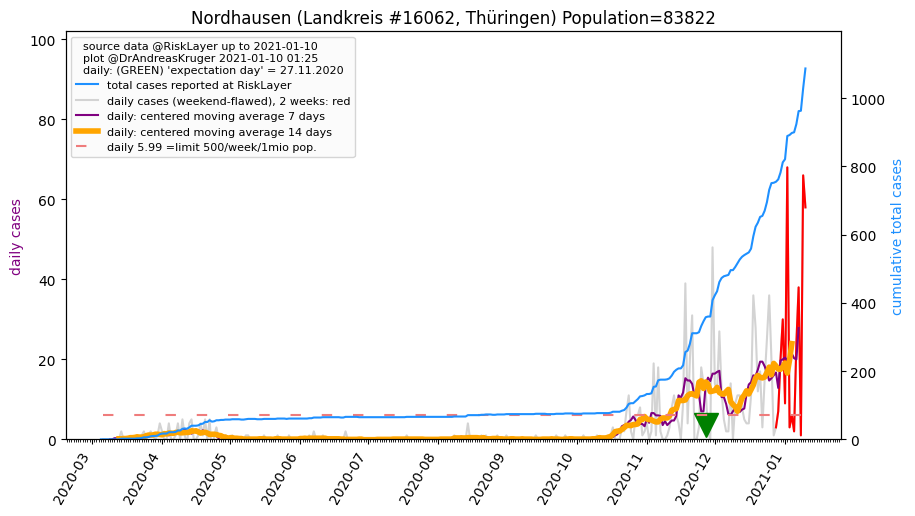 Nordhausen (Landkreis #16062, Thüringen) Population=83822
source data @RiskLayer up to 2021-01-10
plot @DrAndreasKruger 2021-01-10 01:25
daily: (GREEN) 'expectation day' = 27.11.2020
total cases reported at RiskLayer
daily cases (weekend-flawed), 2 weeks: red
daily: centered moving average 7 days
daily: centered moving average 14 days
daily 5.99 =limit 500/week/1mio pop.
daily cases
100
80
60
40
20
0
cumulative total cases
1000
800
600
400
200
0
2020-03
2020-04
2020-05
2020-06
2020-07
2020-08
2020-09
2020-10
2020-11
2020-12
2021-01